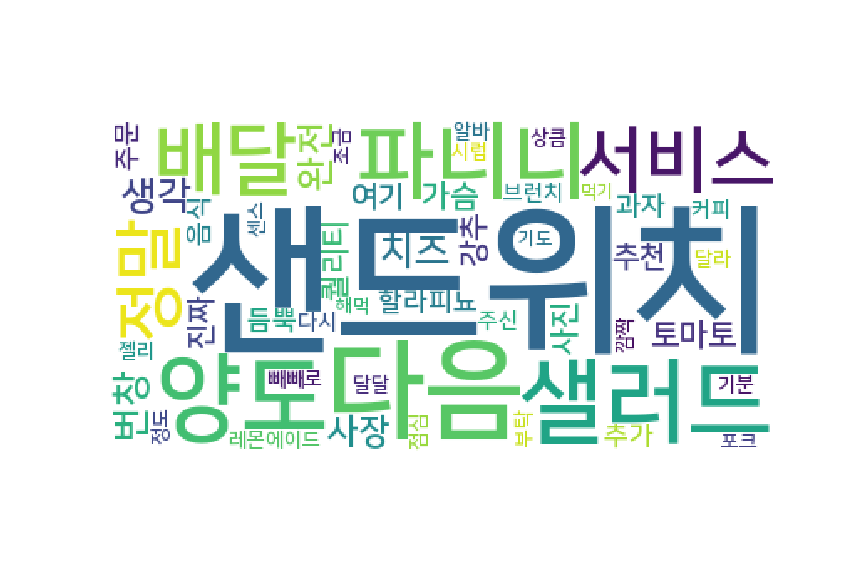 주문
배달
완전
조금
파니니
알바
시럼
상큼
서비스
생각
음식
센스
여기
가슴
브런치
먹기
과자
커피
정말
샌드위치
퀄리티
치즈
강추
기도
추천
달라
진짜
듬뿍
다시
해먹
할라피뇨
주신
사진
깜짝
토마토
젤리
번창
정도
양도
빼빼로
다음
달달
샐러드
기분
레몬에이드
사장
점심
부탁
추가
포크